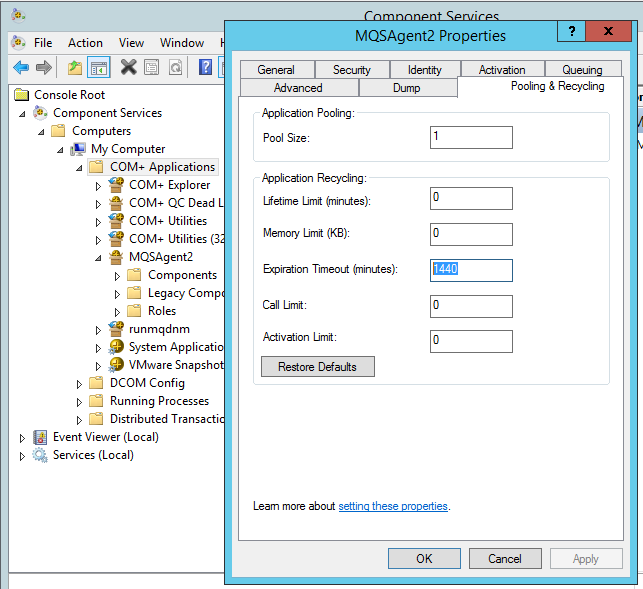 Component Services
File Action View Window H
Console Root
Component Services
Computers
My Computer
COM+ Applications
COM+ Explorer
COM+ QC Dead L
COM+ Utilities
COM+ Utilities (32
MQSAgent2
Components
Legacy Compo
Roles
runmqdnm
System Applicatio
VMware Snapshot
DCOM Config
Running Processes
Distributed Transactio
Event Viewer (Local)
Services (Local)
MQSAgent2 Properties
? x
General Security Identity Activation Queuing
Advanced Dump Pooling & Recycling
Application Pooling:
Pool Size: 1
Application Recycling:
Lifetime Limit (minutes): 0
Memory Limit (KB): 0
Expiration Timeout (minutes): 1440
Call Limit: 0
Activation Limit: 0
Restore Defaults
Learn more about setting these properties.
OK Cancel Apply